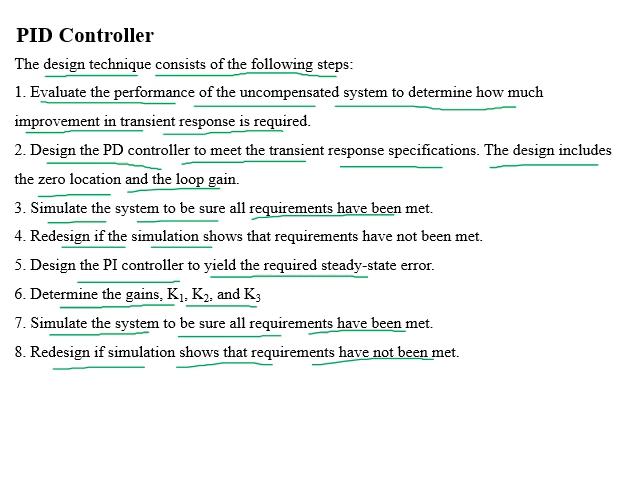 PID Controller
The design technique consists of the following steps:
1. Evaluate the performance of the uncompensated system to determine how much
improvement in transient response is required.
2. Design the PD controller to meet the transient response specifications. The design includes
the zero location and the loop gain.
3. Simulate the system to be sure all requirements have been met.
4. Redesign if the simulation shows that requirements have not been met.
5. Design the PI controller to yield the required steady-state error.
6. Determine the gains, K₁, K₂, and K₃
7. Simulate the system to be sure all requirements have been met.
8. Redesign if simulation shows that requirements have not been met.